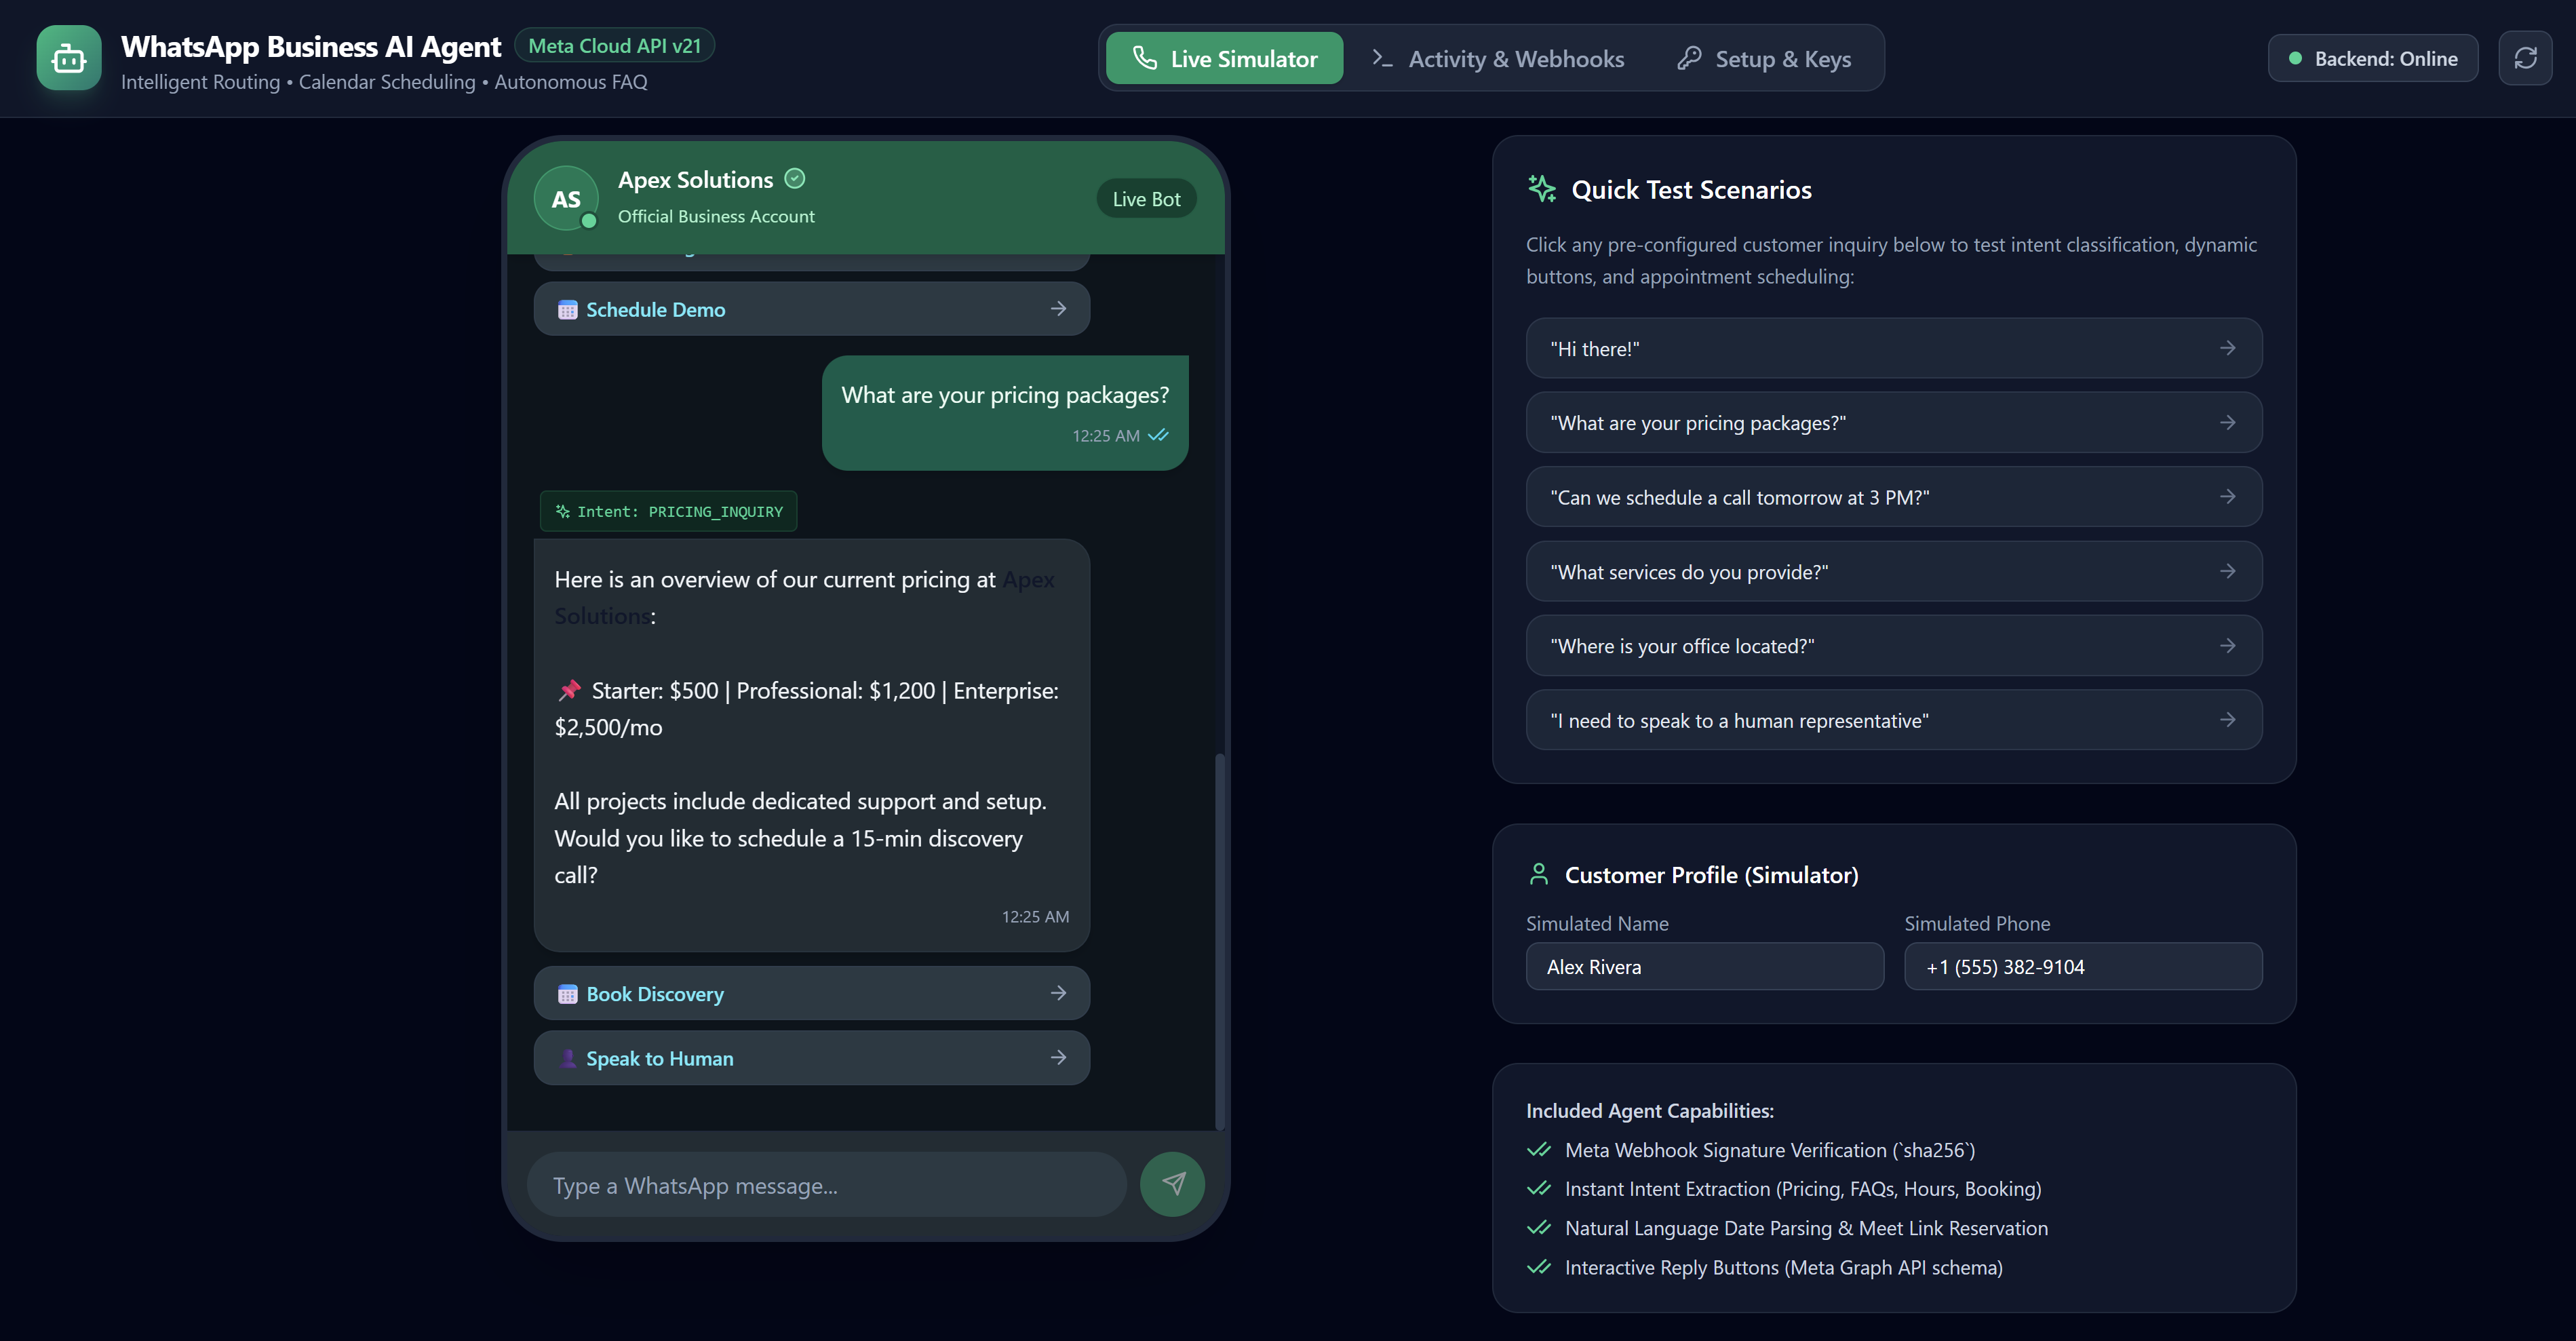 WhatsApp Business AI Agent
Meta Cloud API v21
Intelligent Routing • Calendar Scheduling • Autonomous FAQ
Live Simulator
Activity & Webhooks
Setup & Keys
Backend: Online
AS
Apex Solutions
Official Business Account
Live Bot
Schedule Demo
What are your pricing packages?
12:25 AM
Intent: PRICING_INQUIRY
Here is an overview of our current pricing at Apex
Solutions:
📌 Starter: $500 | Professional: $1,200 | Enterprise:
$2,500/mo
All projects include dedicated support and setup.
Would you like to schedule a 15-min discovery
call?
12:25 AM
Book Discovery
Speak to Human
Type a WhatsApp message...
Quick Test Scenarios
Click any pre-configured customer inquiry below to test intent classification, dynamic
buttons, and appointment scheduling:
"Hi there!"
"What are your pricing packages?"
"Can we schedule a call tomorrow at 3 PM?"
"What services do you provide?"
"Where is your office located?"
"I need to speak to a human representative"
Customer Profile (Simulator)
Simulated Name
Simulated Phone
Alex Rivera
+1 (555) 382-9104
Included Agent Capabilities:
Meta Webhook Signature Verification (`sha256`)
Instant Intent Extraction (Pricing, FAQs, Hours, Booking)
Natural Language Date Parsing & Meet Link Reservation
Interactive Reply Buttons (Meta Graph API schema)